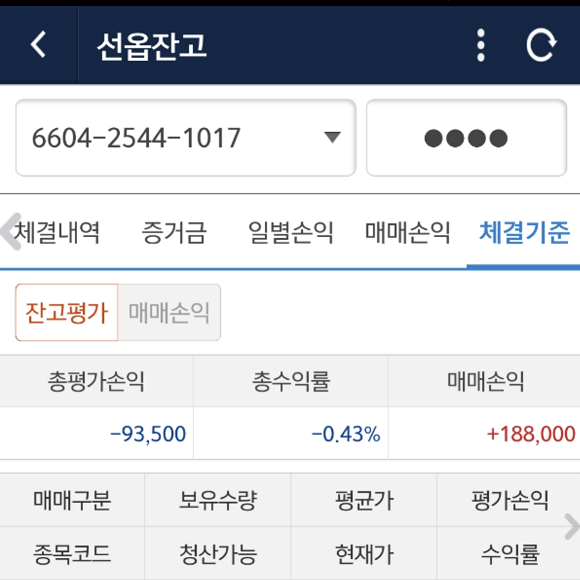 선옵잔고
6604-2544-1017 ●●●●
체결내역 증거금 일별손익 매매손익 체결기준
잔고평가 매매손익
총평가손익 총수익률 매매손익
-93,500 -0.43% +188,000
매매구분 보유수량 평균가 평가손익
종목코드 청산가능 현재가 수익률